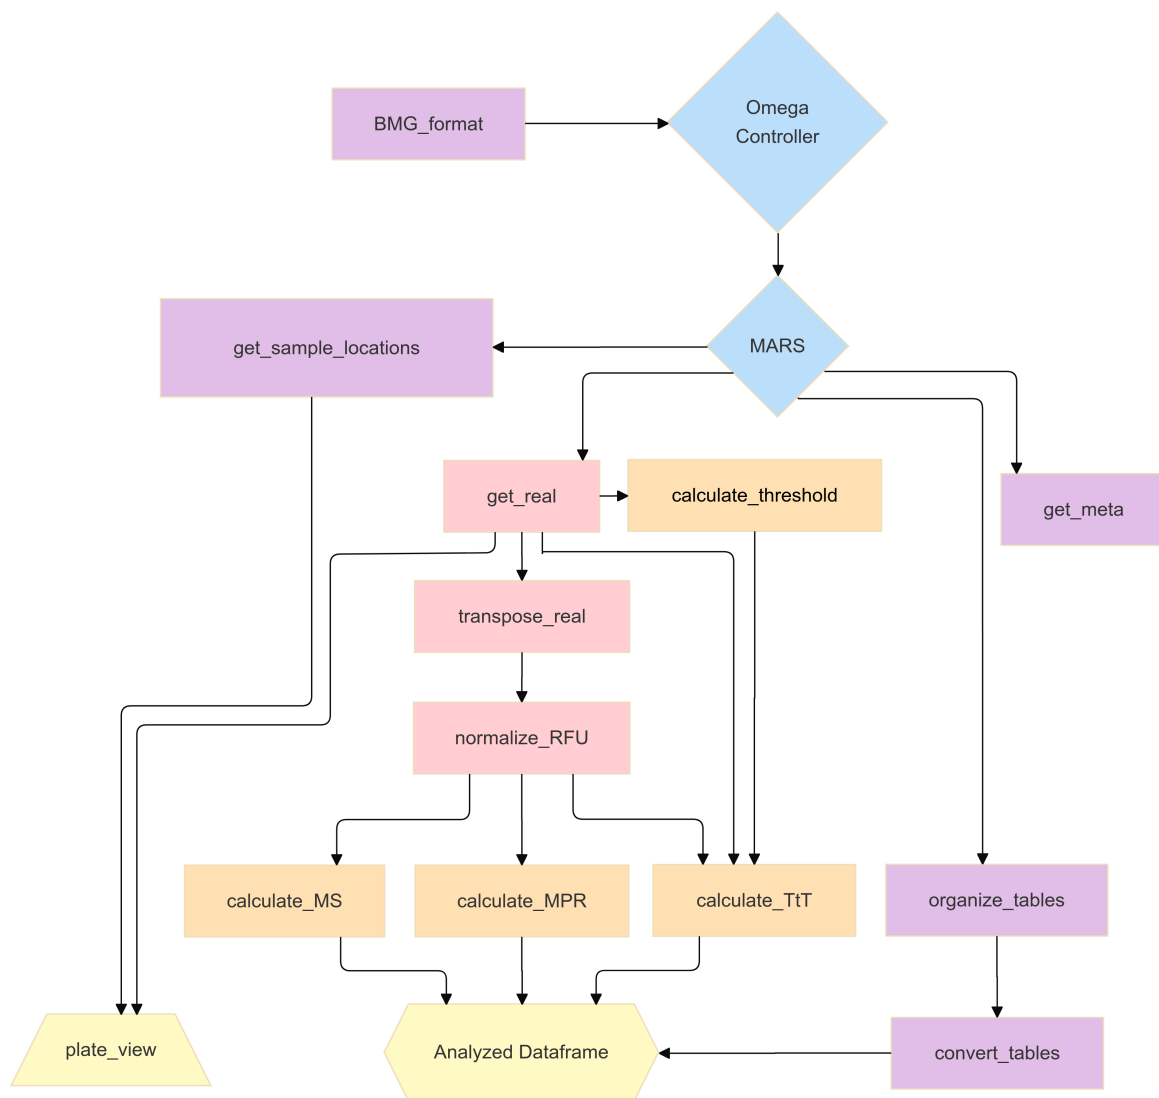 BMG_format
Omega
Controller
get_sample_locations
MARS
get_real
calculate_threshold
get_meta
transpose_real
normalize_RFU
calculate_MS
calculate_MPR
calculate_TtT
organize_tables
plate_view
Analyzed Dataframe
convert_tables